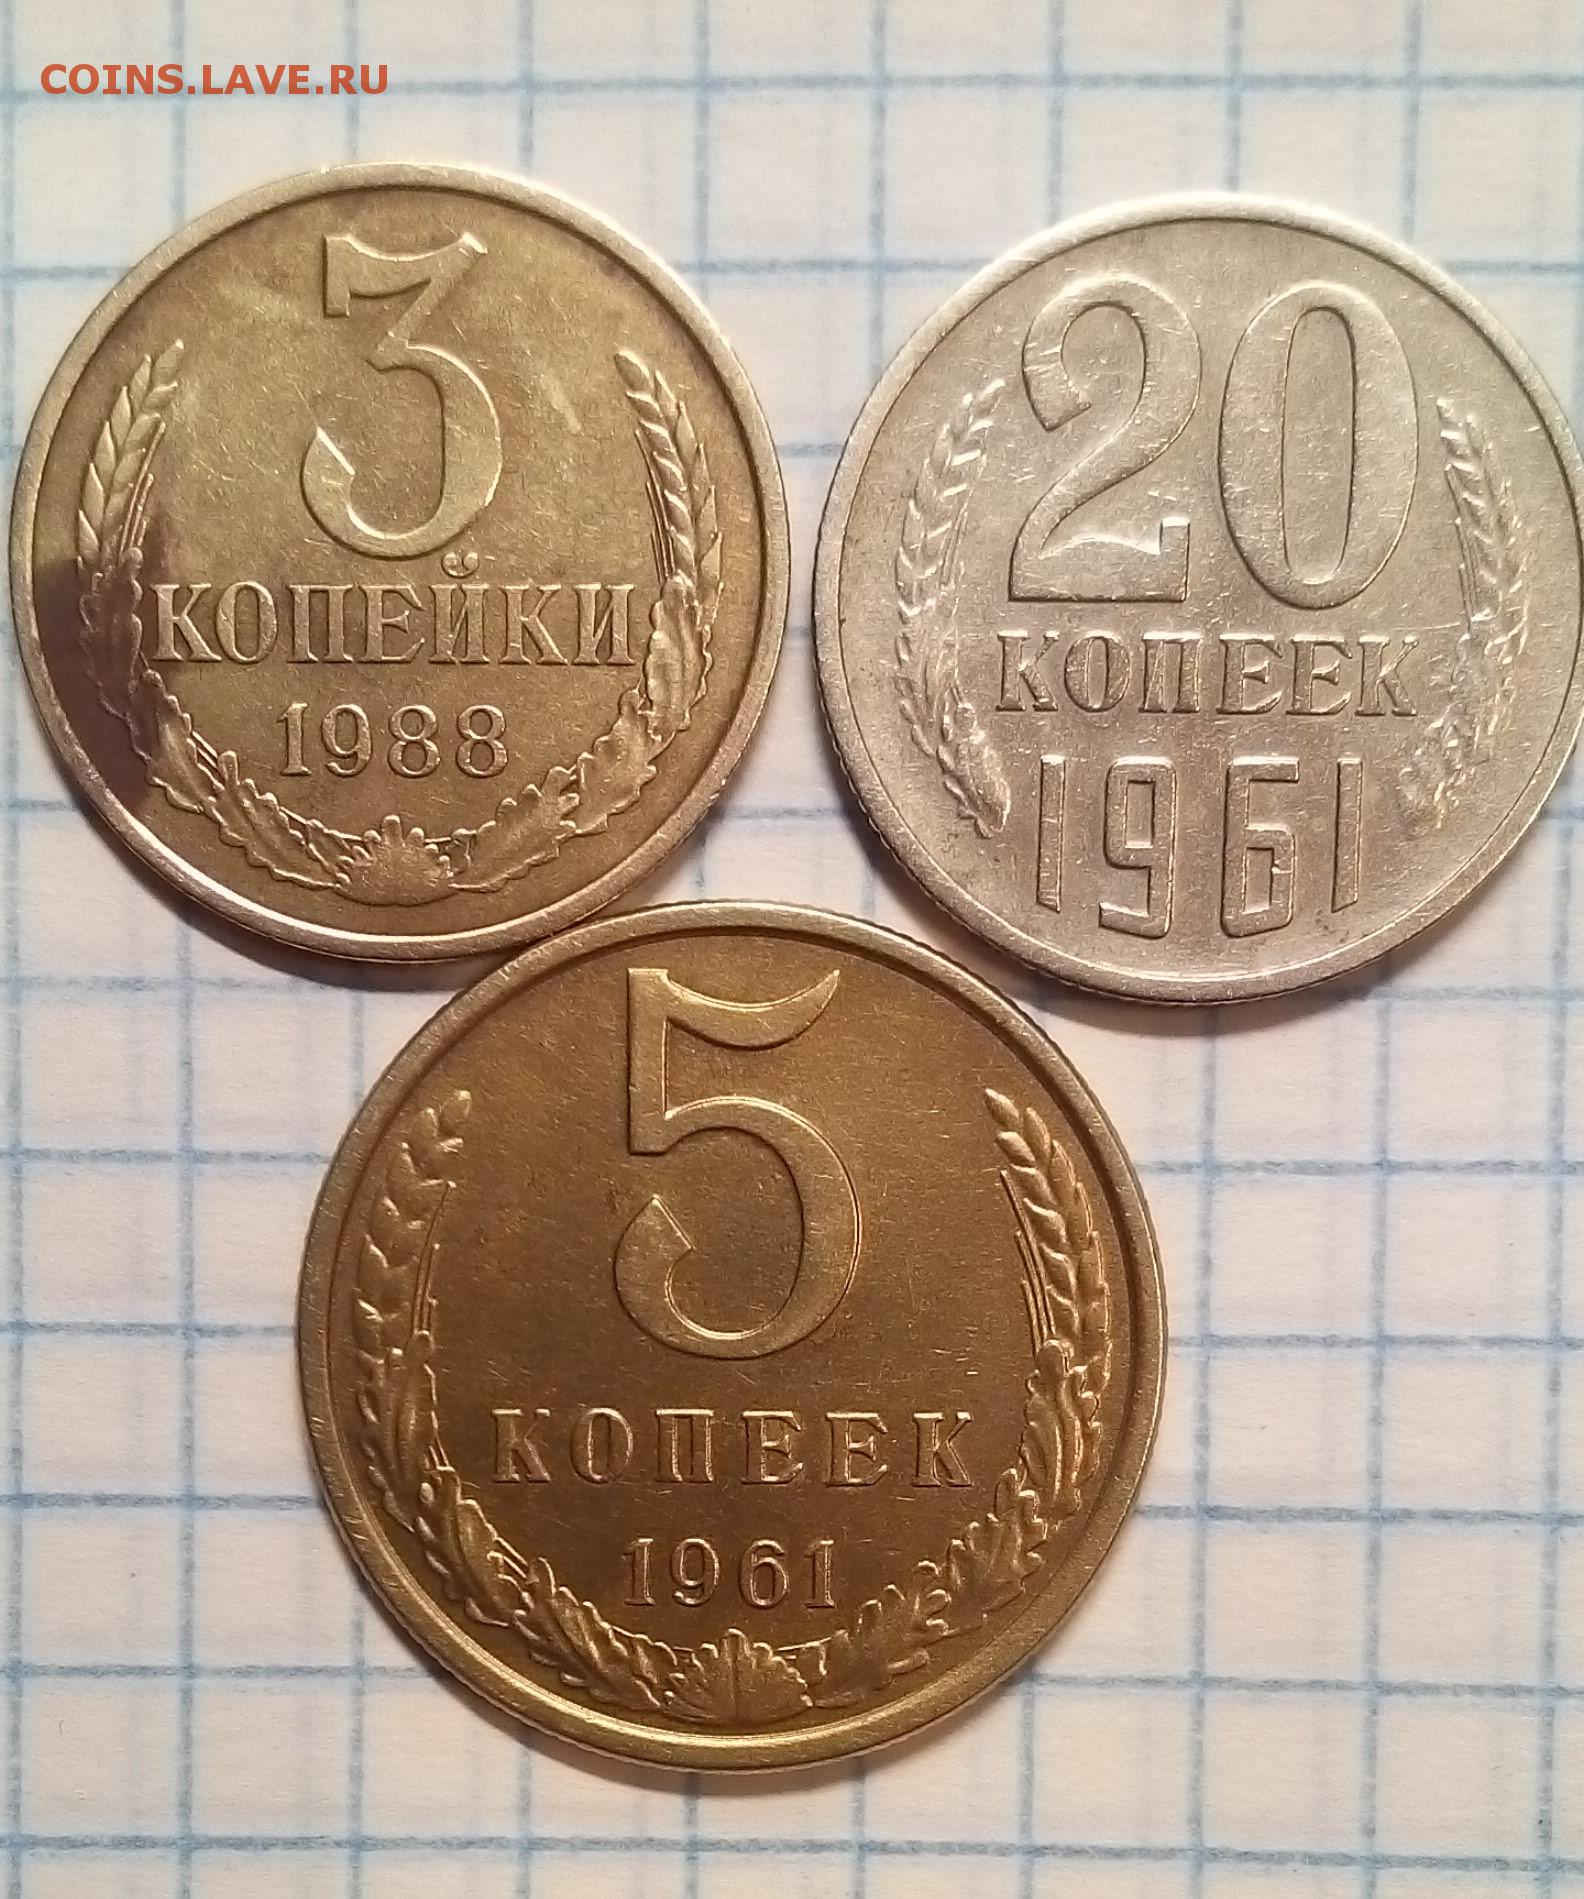 COINS.LAVE.RU
3
КОПЕЙКИ
1988
20
КОПЕЕК
1961
5
КОПЕЕК
1961